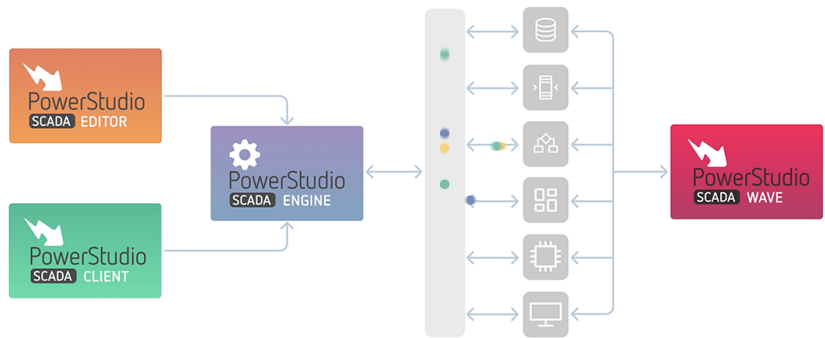 PowerStudio
SCADA EDITOR
PowerStudio
SCADA ENGINE
PowerStudio
SCADA CLIENT
PowerStudio
SCADA WAVE